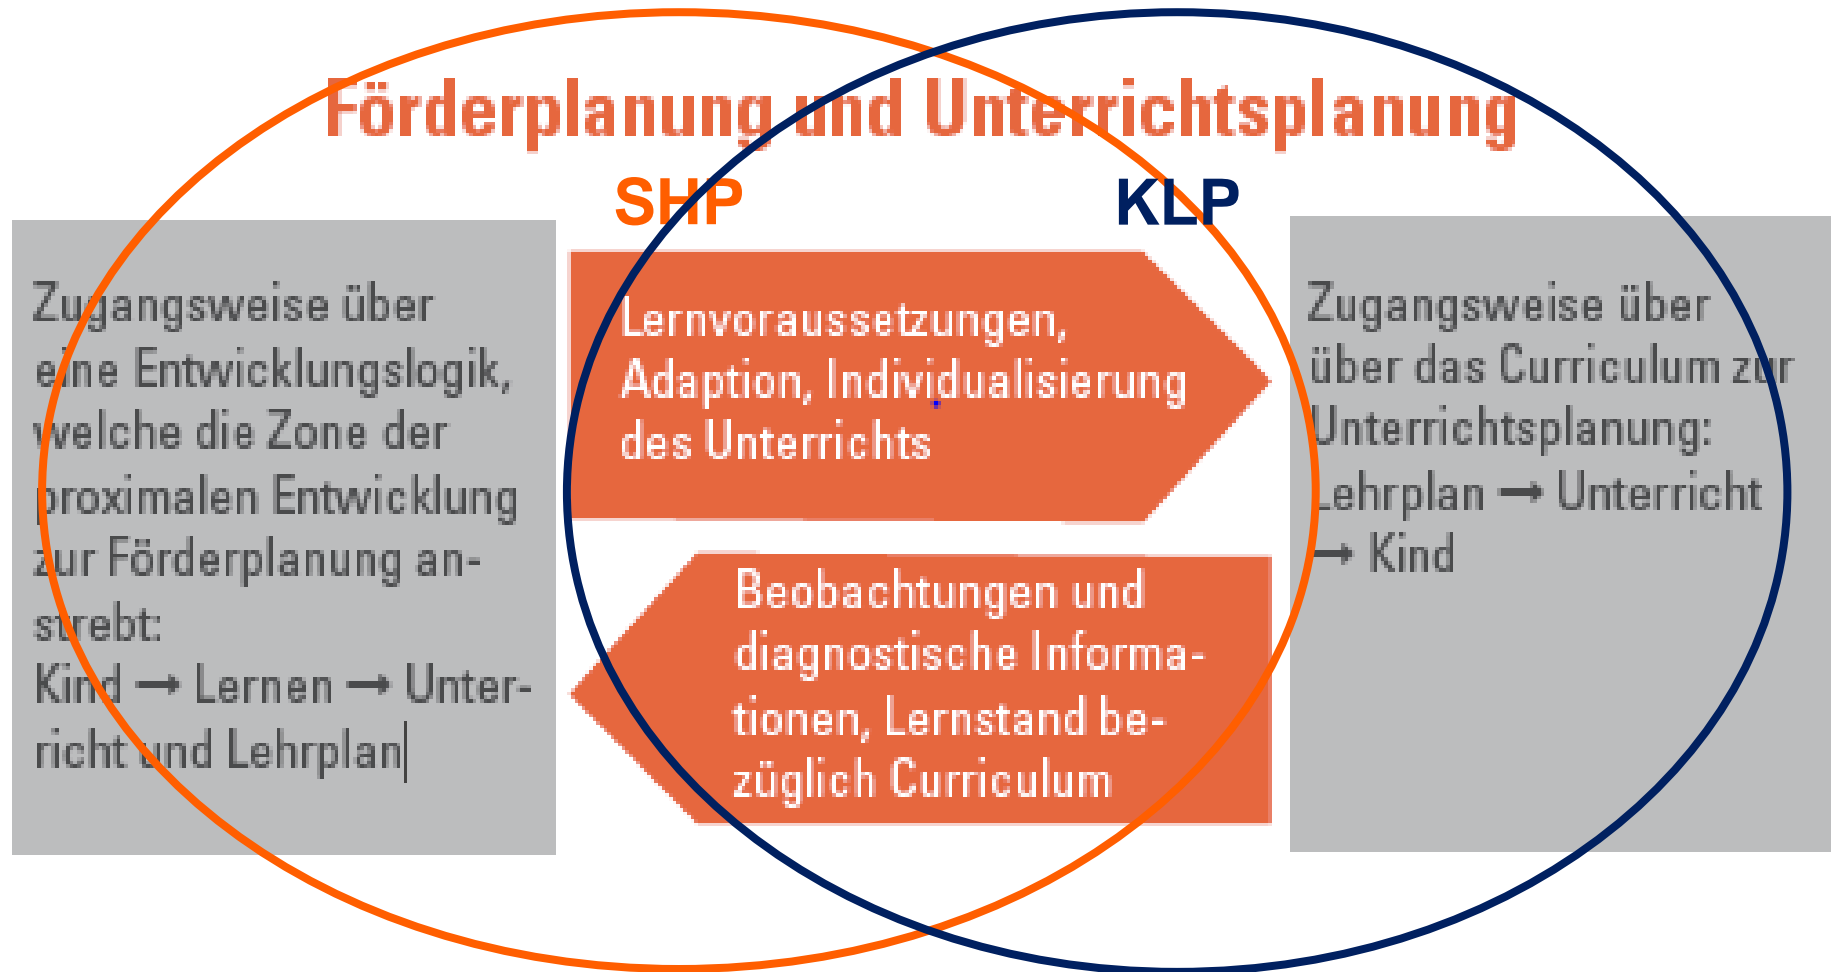 Förderplanung und Unterrichtsplanung
SHP
KLP
Zugangsweise über
eine Entwicklungslogik,
welche die Zone der
proximalen Entwicklung
zur Förderplanung an-
strebt:
Kind → Lernen → Unter-
richt und Lehrplan
Lernvoraussetzungen,
Adaption, Individualisierung
des Unterrichts
Beobachtungen und
diagnostische Informa-
tionen, Lernstand be-
züglich Curriculum
Zugangsweise über
über das Curriculum zur
Unterrichtsplanung:
Lehrplan → Unterricht
→ Kind